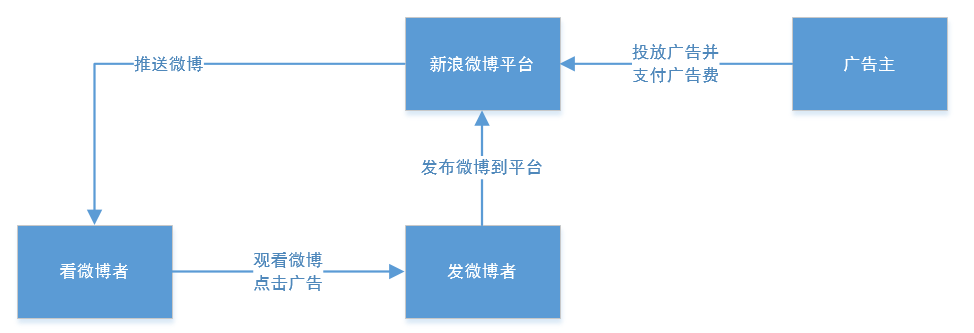 推送微博
新浪微博平台
投放广告并
支付广告费
广告主
发布微博到平台
看微博者
观看微博
点击广告
发微博者